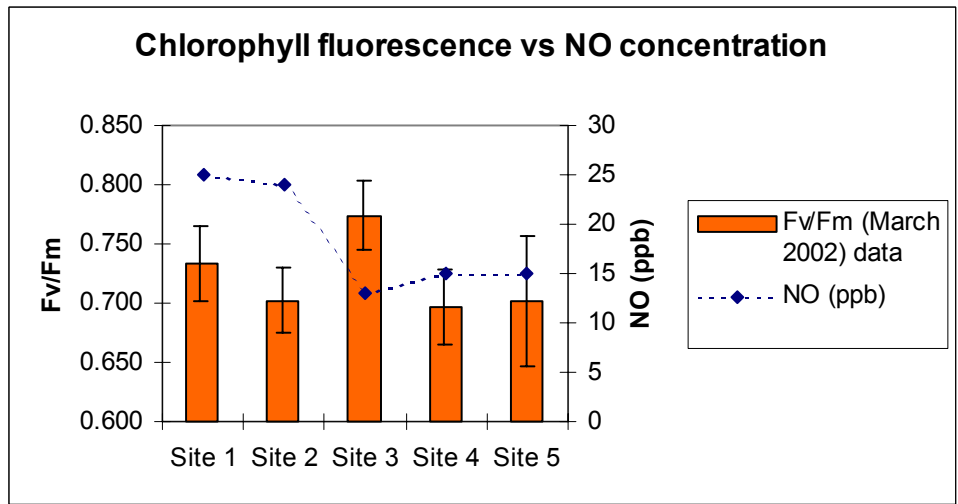 Chlorophyll fluorescence vs NO concentration
0.850
0.800
0.750
0.700
0.650
0.600
Fv/Fm
30
25
20
15
10
5
0
NO (ppb)
Site 1 Site 2 Site 3 Site 4 Site 5
Fv/Fm (March
2002) data
NO (ppb)